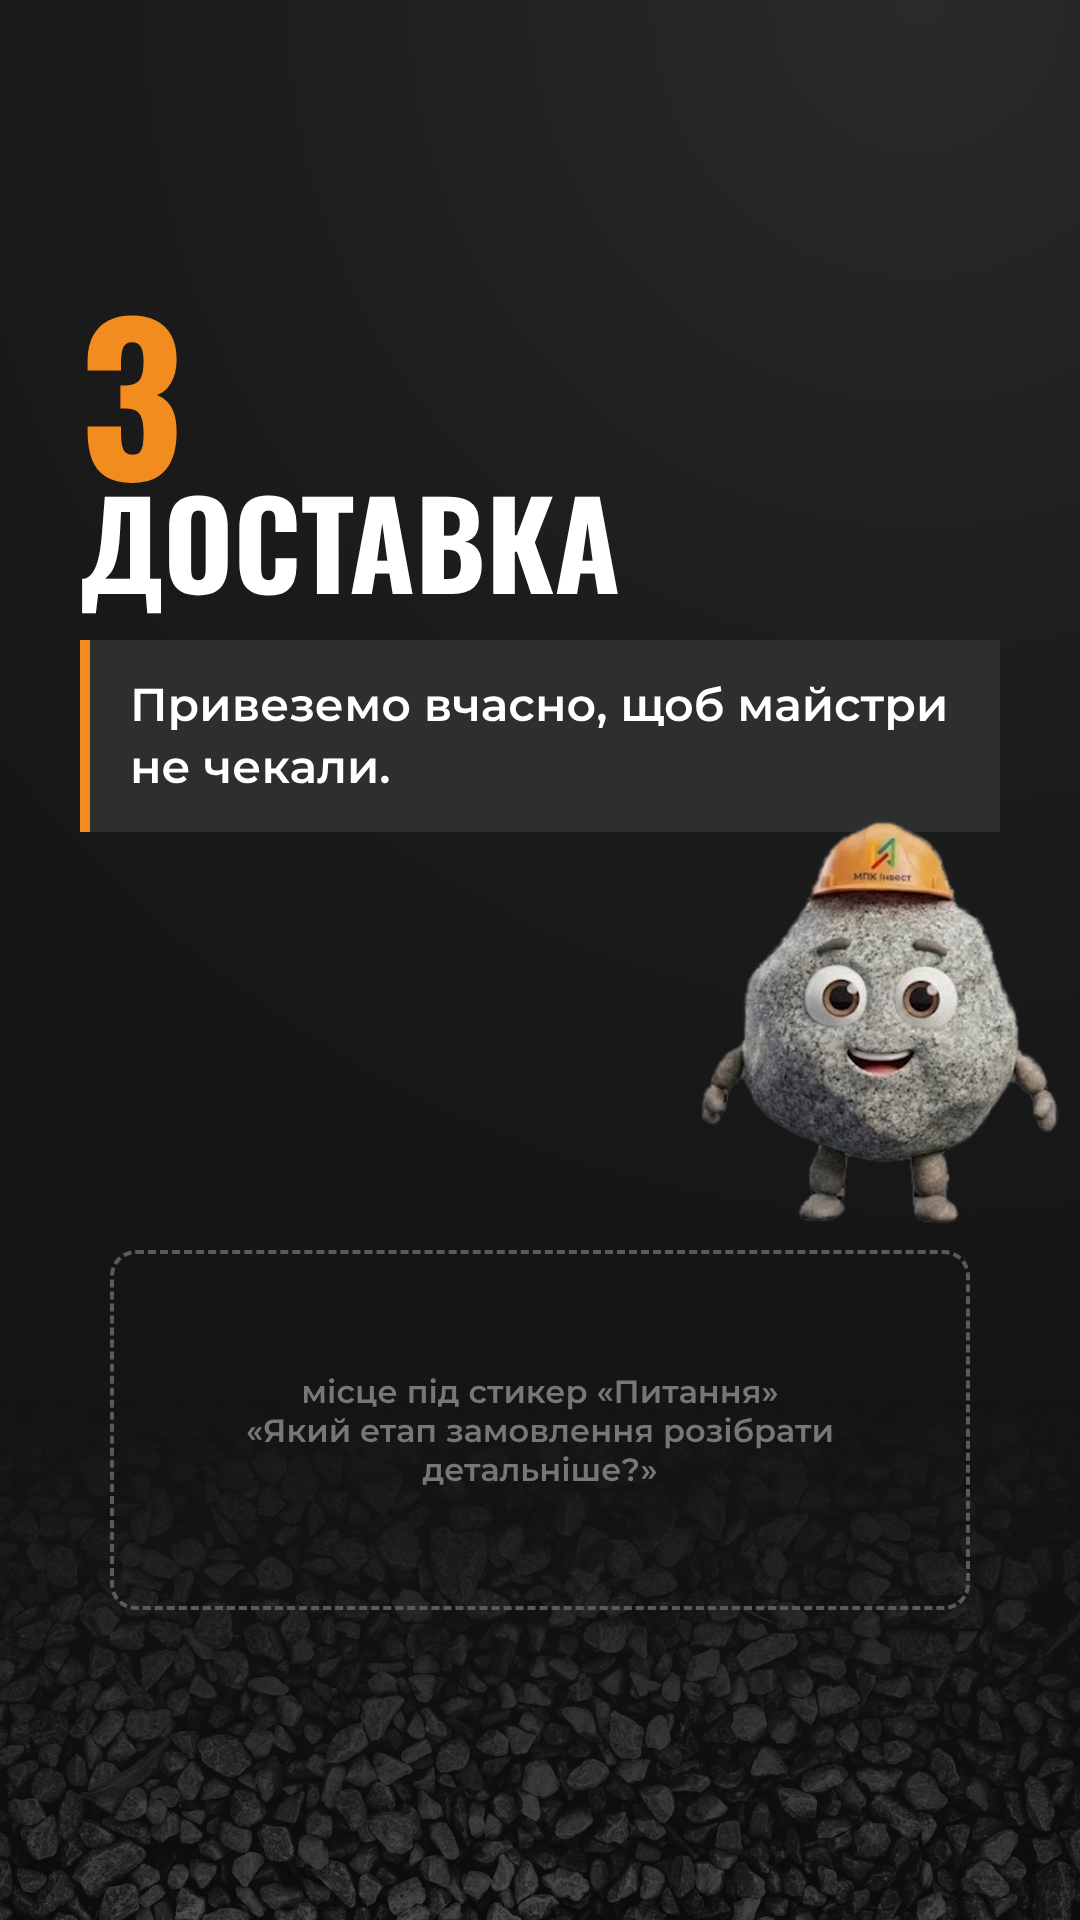 3
ДОСТАВКА
Привеземо вчасно, щоб майстри
не чекали.
МПК Інвест
місце під стикер «Питання»
«Який етап замовлення розібрати
детальніше?»